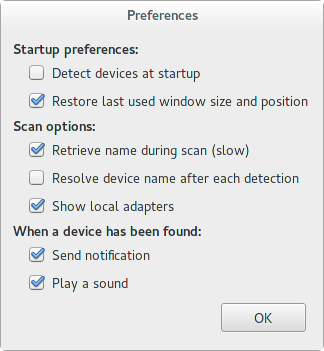 Preferences
Startup preferences:
Detect devices at startup
Restore last used window size and position
Scan options:
Retrieve name during scan (slow)
Resolve device name after each detection
Show local adapters
When a device has been found:
Send notification
Play a sound
OK